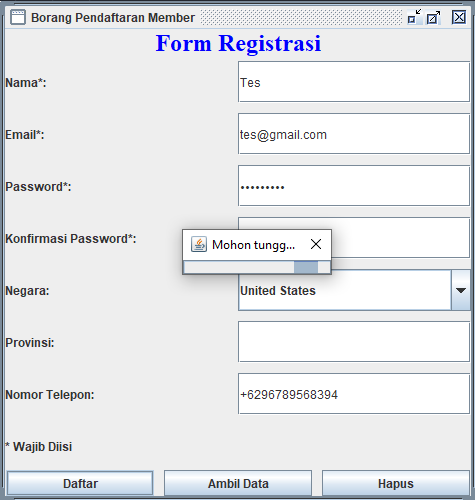 Borang Pendaftaran Member
Form Registrasi
Nama*:
Tes
Email*:
tes@gmail.com
Password*:
•••••••••
Konfirmasi Password*:
Mohon tungg...
Negara:
United States
Provinsi:
Nomor Telepon:
+6296789568394
* Wajib Diisi
Daftar
Ambil Data
Hapus